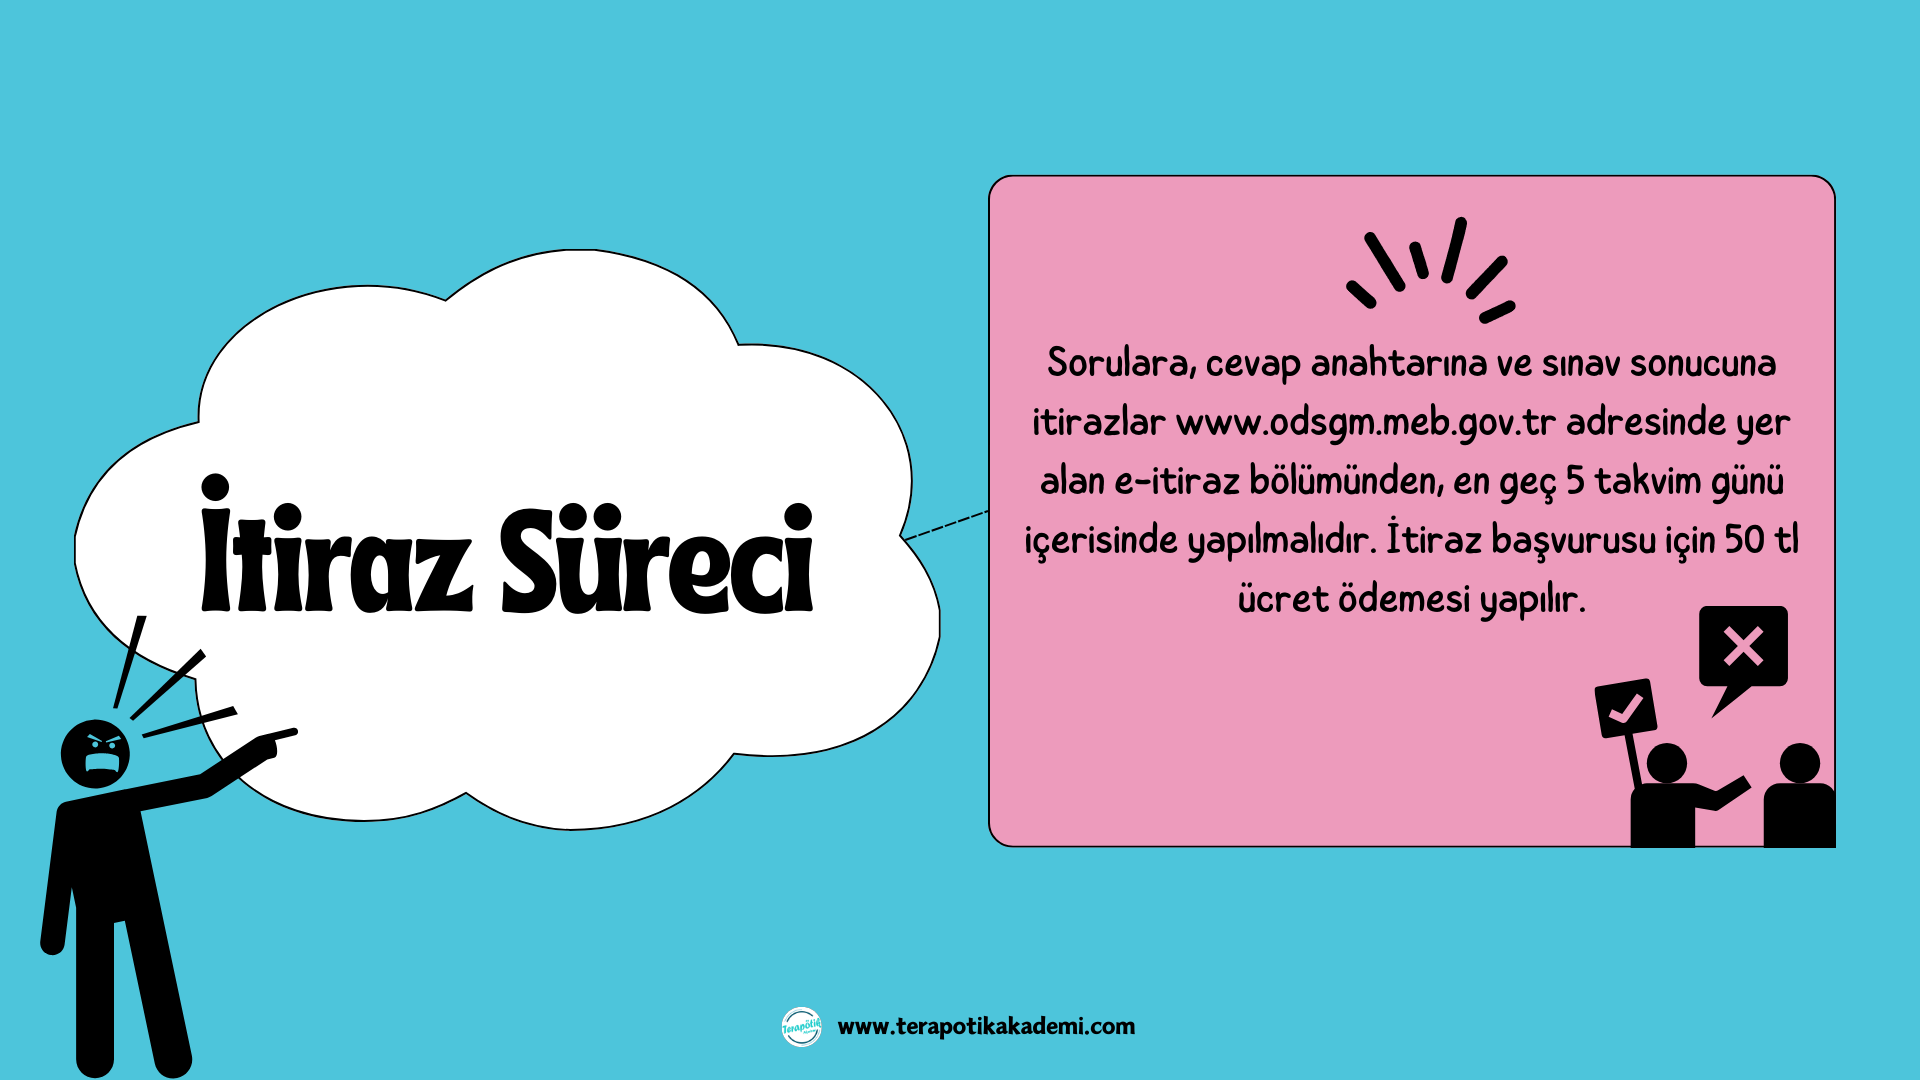 İtiraz Süreci
Sorulara, cevap anahtarına ve sınav sonucuna
itirazlar www.odsgm.meb.gov.tr adresinde yer
alan e-itiraz bölümünden, en geç 5 takvim günü
içerisinde yapılmalıdır. İtiraz başvurusu için 50 tl
ücret ödemesi yapılır.
Terapötik
www.terapotikakademi.com